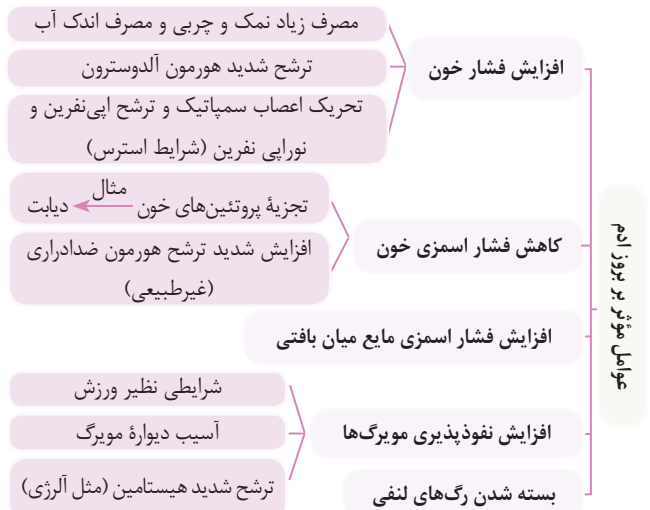 عوامل مؤثر بر بروز ادم
افزایش فشار خون
مصرف زیاد نمک و چربی و مصرف اندک آب
ترشح شدید هورمون آلدوسترون
تحریک اعصاب سمپاتیک و ترشح اپی‌نفرین و
نوراپی نفرین (شرایط استرس)
کاهش فشار اسمزی خون
تجزیهٔ پروتئین‌های خون مثال دیابت
افزایش شدید ترشح هورمون ضدادراری
(غیرطبیعی)
افزایش فشار اسمزی مایع میان بافتی
افزایش نفوذپذیری مویرگ‌ها
شرایطی نظیر ورزش
آسیب دیوارهٔ مویرگ
ترشح شدید هیستامین (مثل آلرژی)
بسته شدن رگ‌های لنفی